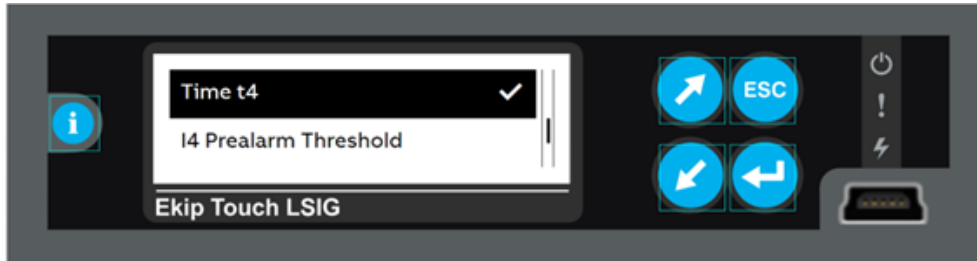 Time t4
I4 Prealarm Threshold
Ekip Touch LSIG
i
ESC
!